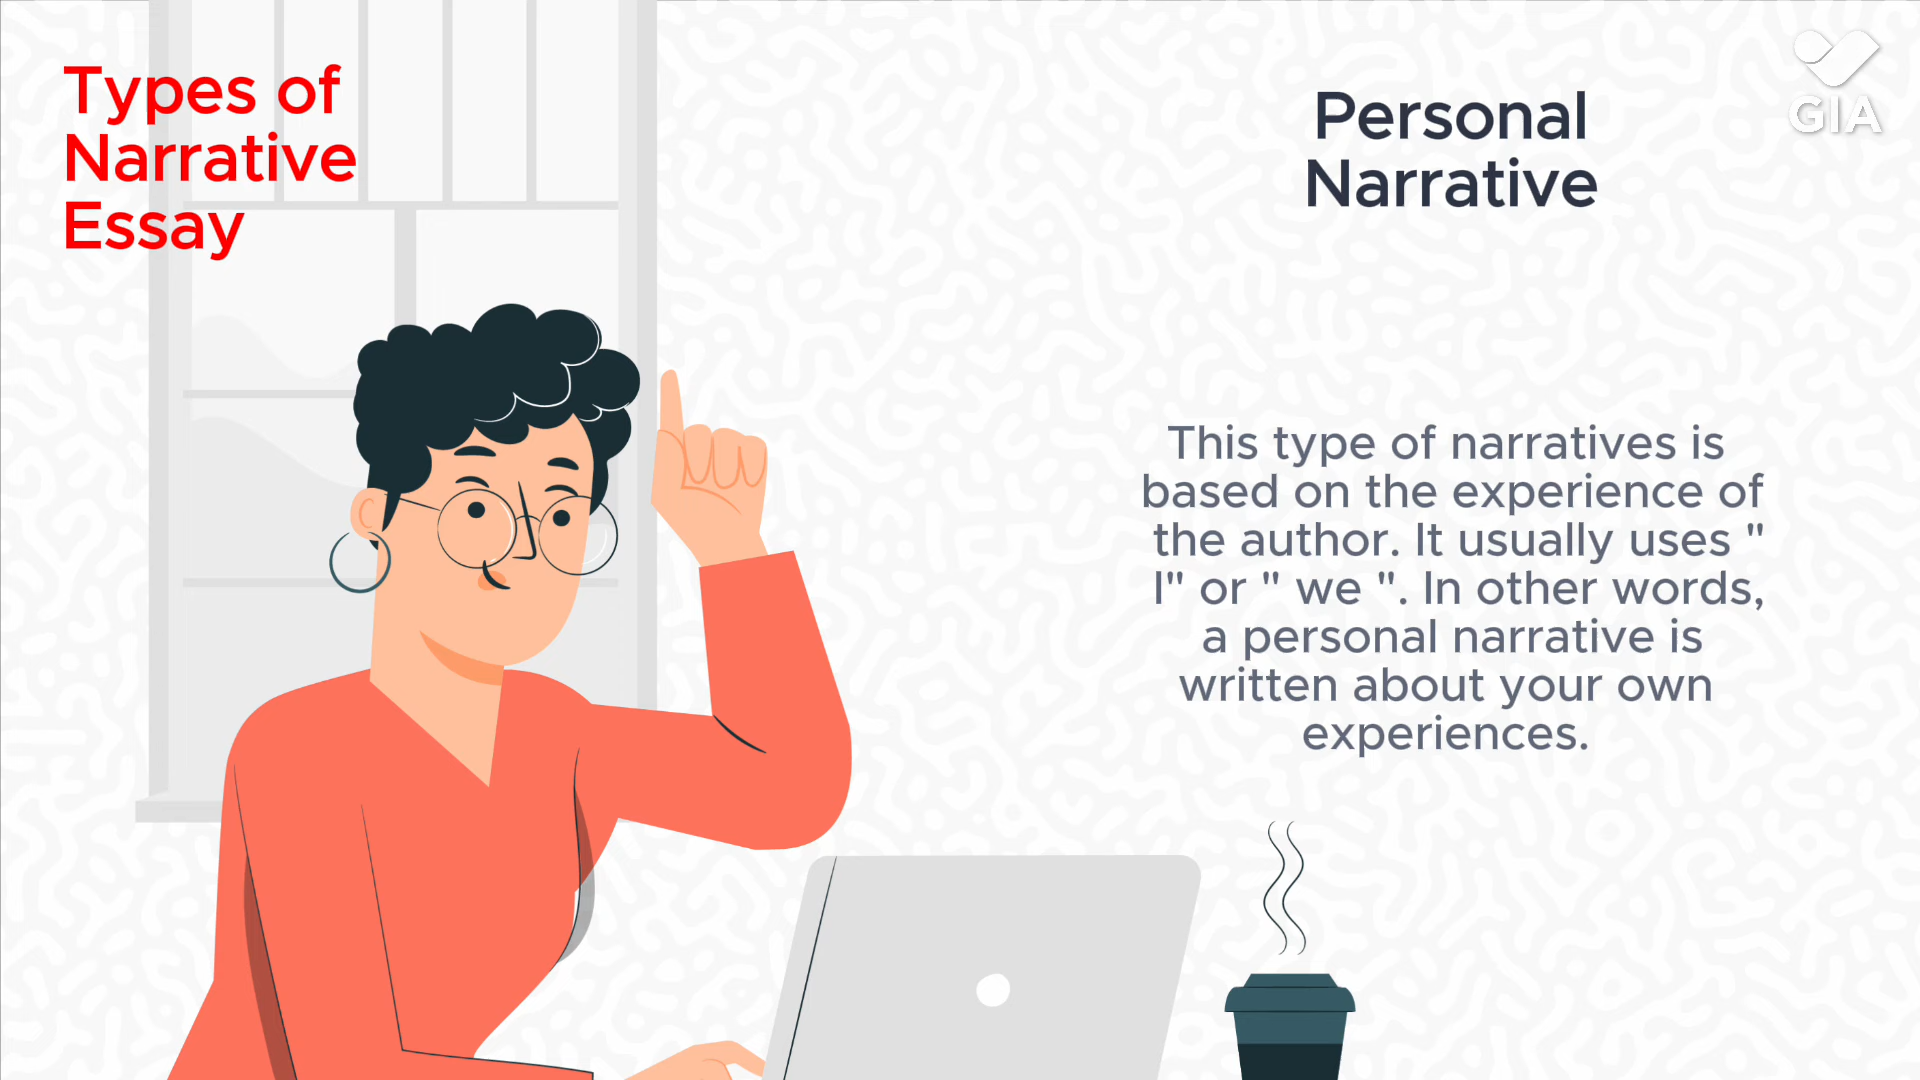 Types of
Narrative
Essay
Personal
Narrative
GIA
This type of narratives is
based on the experience of
the author. It usually uses "
I" or " we ". In other words,
a personal narrative is
written about your own
experiences.